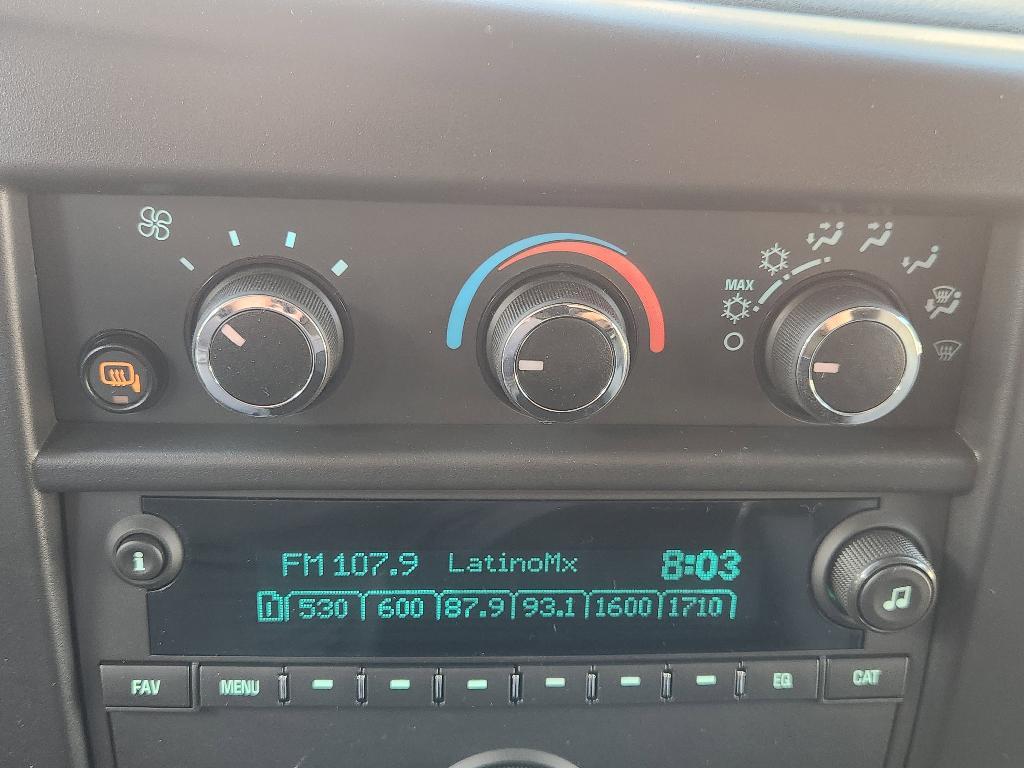 MAX
i
FM 107.9 LatinoMx 8:03
1 530 600 87.9 93.1 1600 1710
FAV MENU EQ CAT